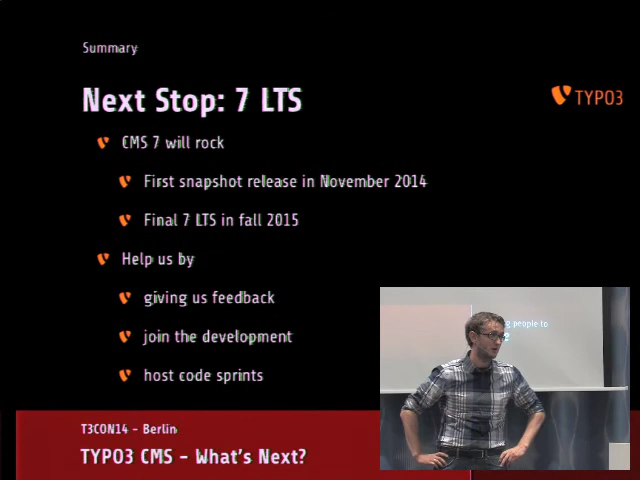 Summary
Next Stop: 7 LTS
TYPO3
CMS 7 will rock
First snapshot release in November 2014
Final 7 LTS in fall 2015
Help us by
giving us feedback
join the development
host code sprints
people to
T3CON14 - Berlin
TYPO3 CMS - What's Next?